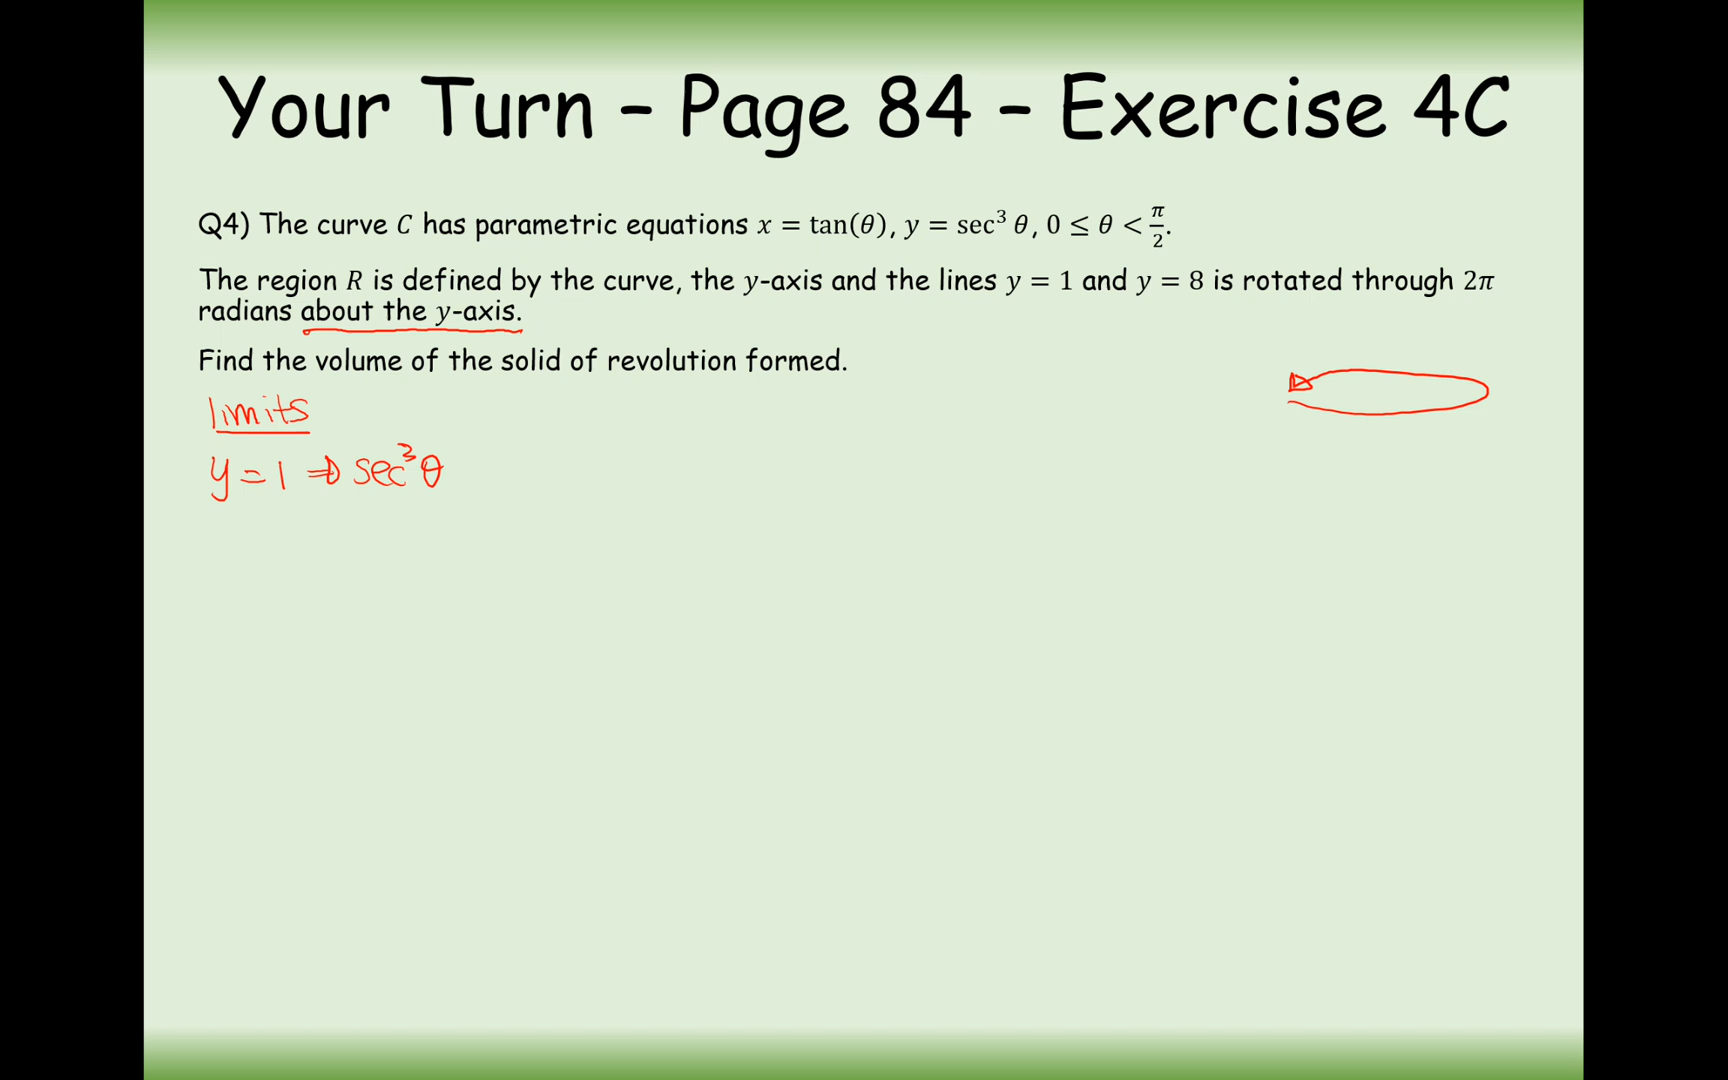 Your Turn – Page 84 – Exercise 4C
Q4) The curve C has parametric equations x = tan(θ), y = sec³ θ, 0 ≤ θ < π/2.
The region R is defined by the curve, the y-axis and the lines y = 1 and y = 8 is rotated through 2π
radians about the y-axis.
Find the volume of the solid of revolution formed.
limits
y = 1 ⇒ sec³θ